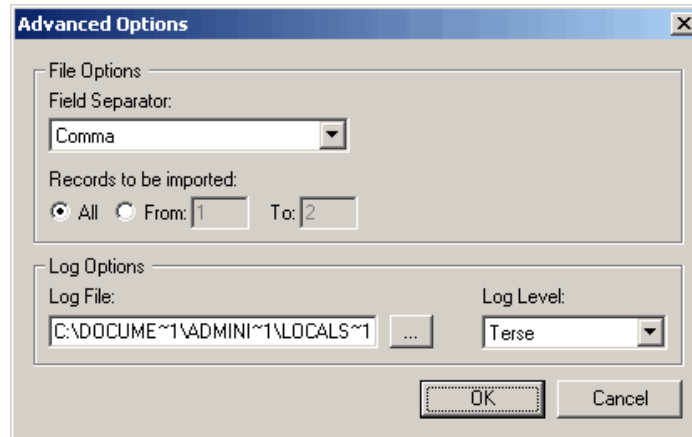 Advanced Options
File Options
Field Separator:
Comma
Records to be imported:
All From: 1 To: 2
Log Options
Log File: Log Level:
C:\DOCUME~1\ADMINI~1\LOCALS~1 ... Terse
OK Cancel